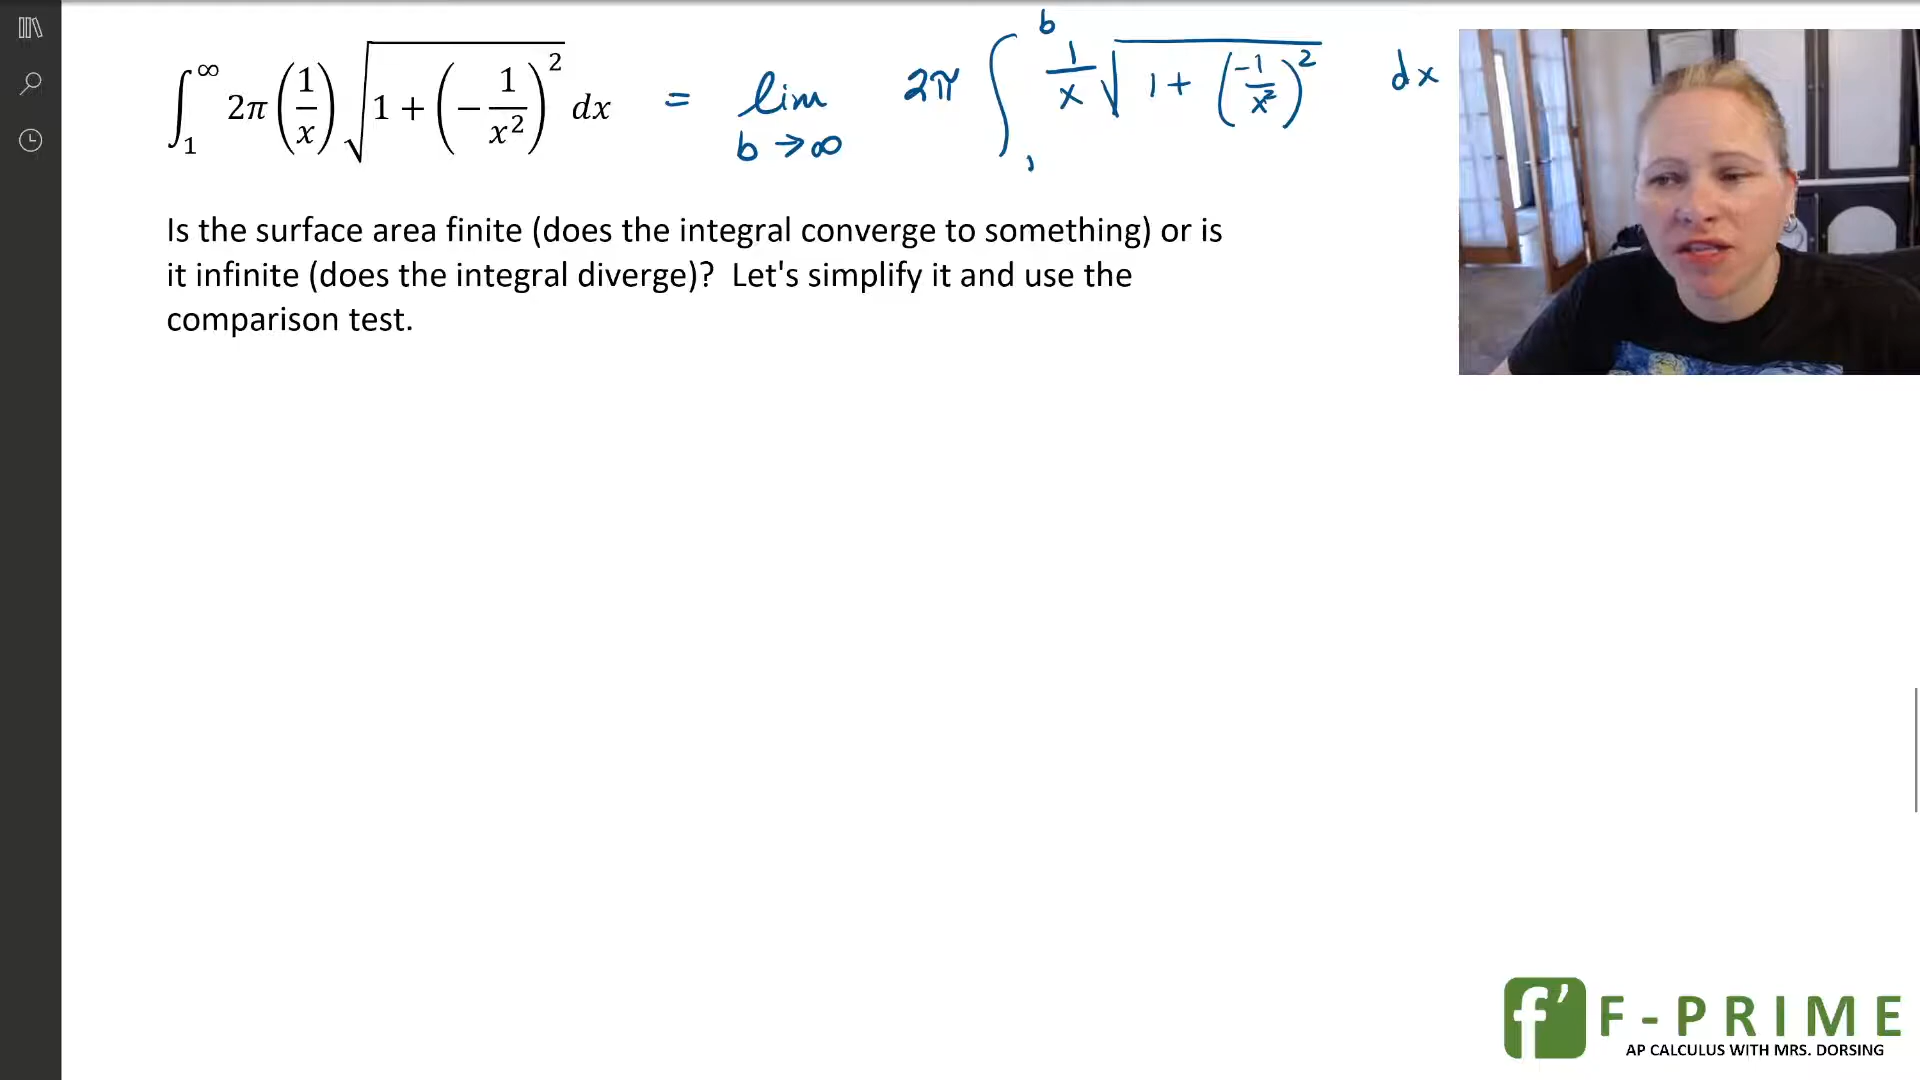 ∫₁^∞ 2π(1/x)√(1+(−1/x²)²) dx = lim b→∞ 2π ∫₁^b 1/x √(1+(−1/x²)²) dx
Is the surface area finite (does the integral converge to something) or is
it infinite (does the integral diverge)? Let's simplify it and use the
comparison test.
f'
F-PRIME
AP CALCULUS WITH MRS. DORSING